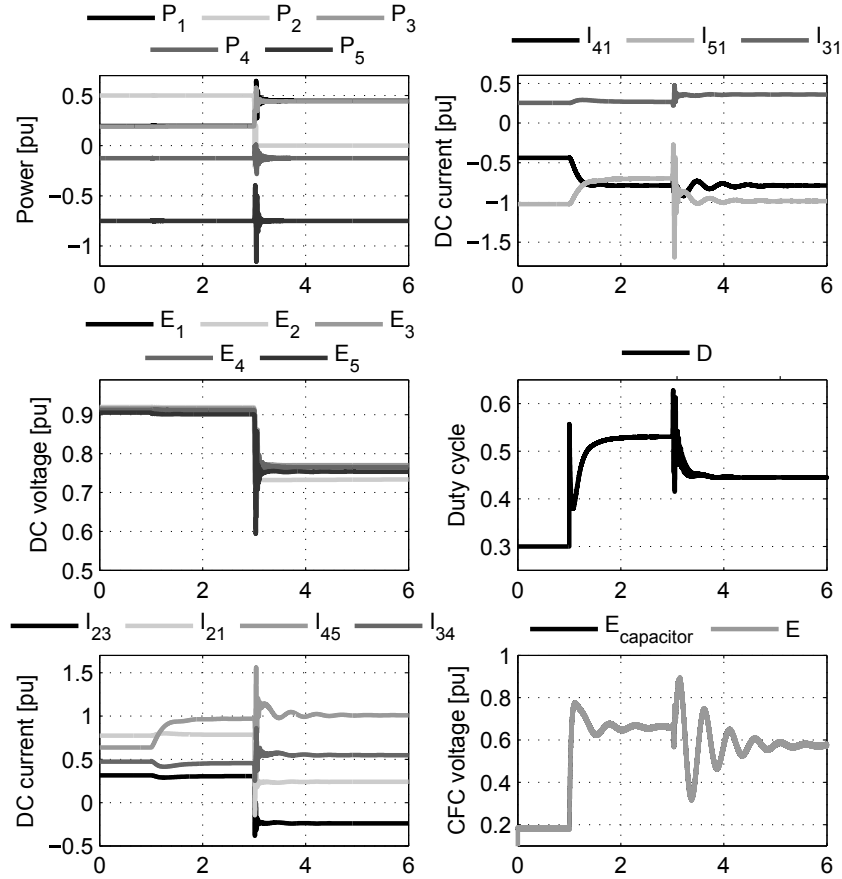 P1 P2 P3
P4 P5
Power [pu]
0.5
0
−0.5
−1
0 2 4 6
I41 I51 I31
DC current [pu]
0.5
0
−0.5
−1
−1.5
0 2 4 6
E1 E2 E3
E4 E5
DC voltage [pu]
0.9
0.8
0.7
0.6
0.5
0 2 4 6
D
Duty cycle
0.6
0.5
0.4
0.3
0 2 4 6
I23 I21 I45 I34
DC current [pu]
1.5
1
0.5
0
−0.5
0 2 4 6
Ecapacitor E
CFC voltage [pu]
1
0.8
0.6
0.4
0.2
0 2 4 6